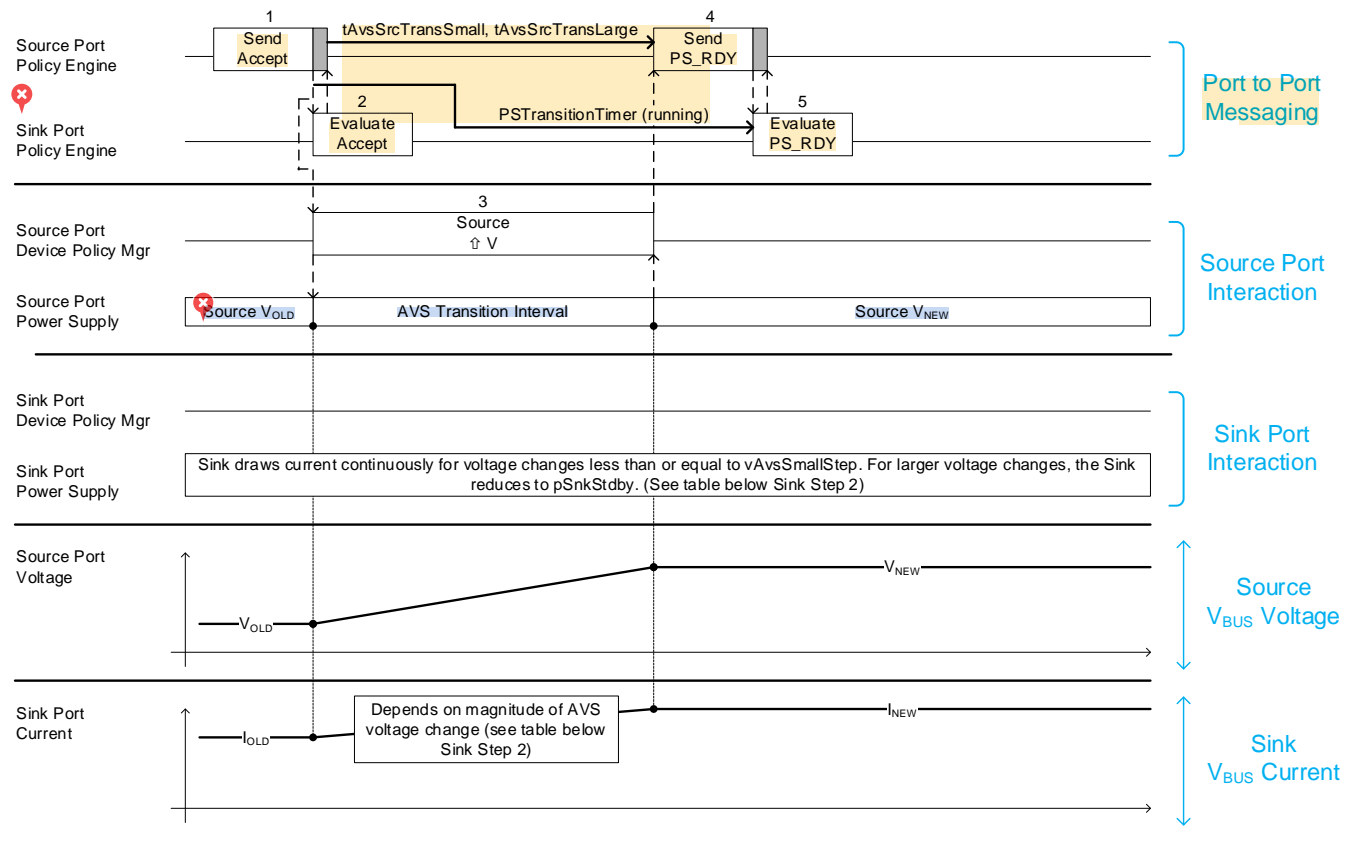 1
4
tAvsSrcTransSmall, tAvsSrcTransLarge
Source Port
Policy Engine
Send
Accept
Send
PS_RDY
2
5
PSTransitionTimer (running)
Sink Port
Policy Engine
Evaluate
Accept
Evaluate
PS_RDY
Port to Port
Messaging
3
Source Port
Device Policy Mgr
Source
⇧ V
Source Port
Power Supply
Source VOLD
AVS Transition Interval
Source VNEW
Source Port
Interaction
Sink Port
Device Policy Mgr
Sink Port
Power Supply
Sink draws current continuously for voltage changes less than or equal to vAvsSmallStep. For larger voltage changes, the Sink
reduces to pSnkStdby. (See table below Sink Step 2)
Sink Port
Interaction
Source Port
Voltage
VOLD
VNEW
Source
VBUS Voltage
Sink Port
Current
IOLD
Depends on magnitude of AVS
voltage change (see table below
Sink Step 2)
INEW
Sink
VBUS Current